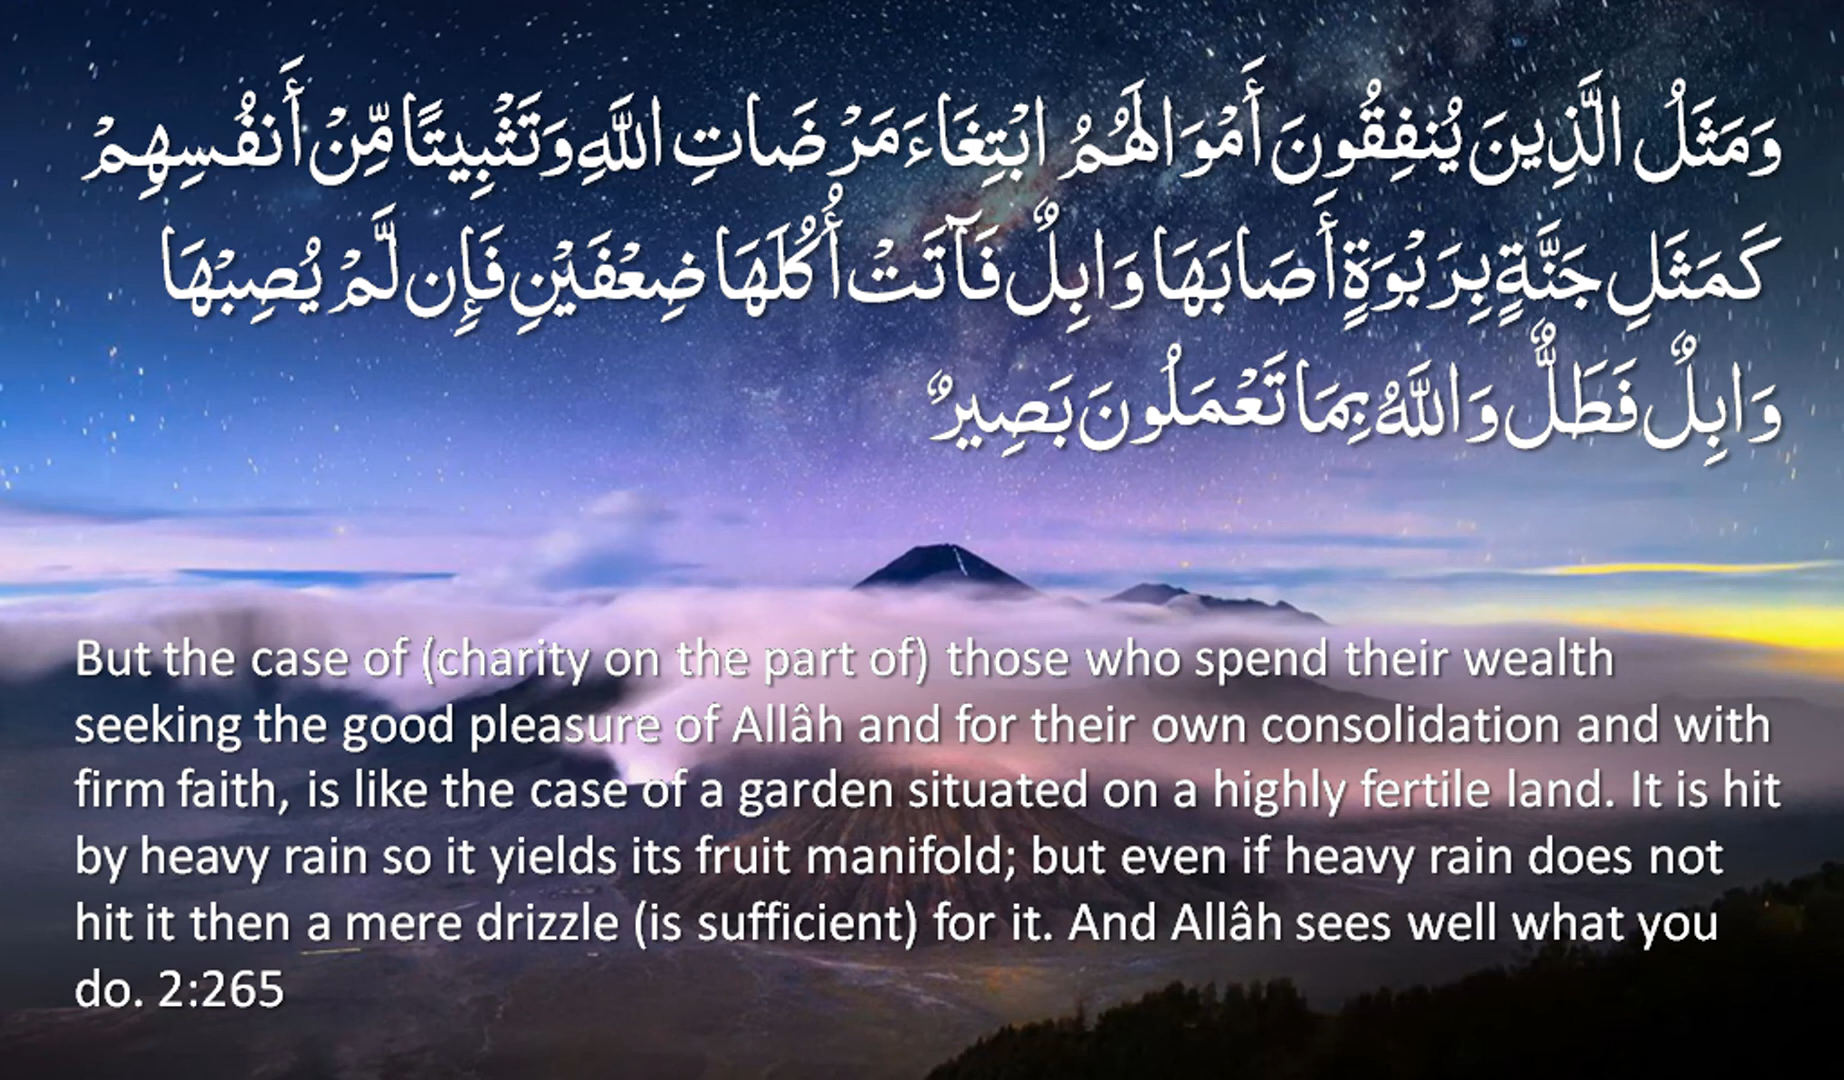 وَمَثَلُ الَّذِينَ يُنفِقُونَ أَمْوَالَهُمُ ابْتِغَاءَ مَرْضَاتِ اللَّهِ وَتَثْبِيتًا مِّنْ أَنفُسِهِمْ
كَمَثَلِ جَنَّةٍ بِرَبْوَةٍ أَصَابَهَا وَابِلٌ فَآتَتْ أُكُلَهَا ضِعْفَيْنِ فَإِن لَّمْ يُصِبْهَا
وَابِلٌ فَطَلٌّ وَاللَّهُ بِمَا تَعْمَلُونَ بَصِيرٌ
But the case of (charity on the part of) those who spend their wealth
seeking the good pleasure of Allâh and for their own consolidation and with
firm faith, is like the case of a garden situated on a highly fertile land. It is hit
by heavy rain so it yields its fruit manifold; but even if heavy rain does not
hit it then a mere drizzle (is sufficient) for it. And Allâh sees well what you
do. 2:265